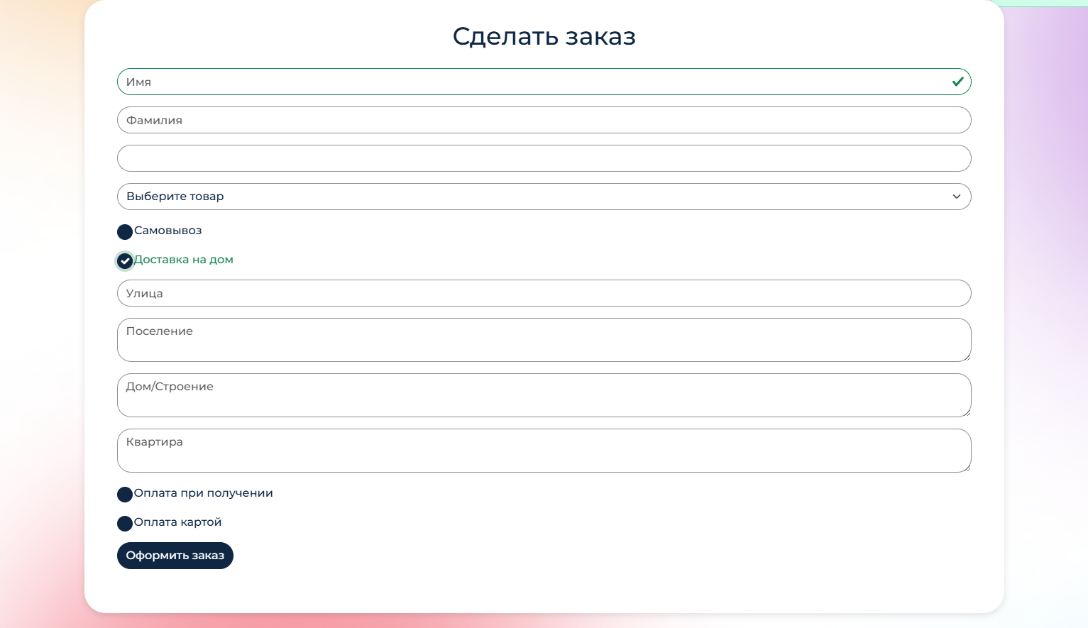 Сделать заказ
Имя
Фамилия
Выберите товар
Самовывоз
Доставка на дом
Улица
Поселение
Дом/Строение
Квартира
Оплата при получении
Оплата картой
Оформить заказ